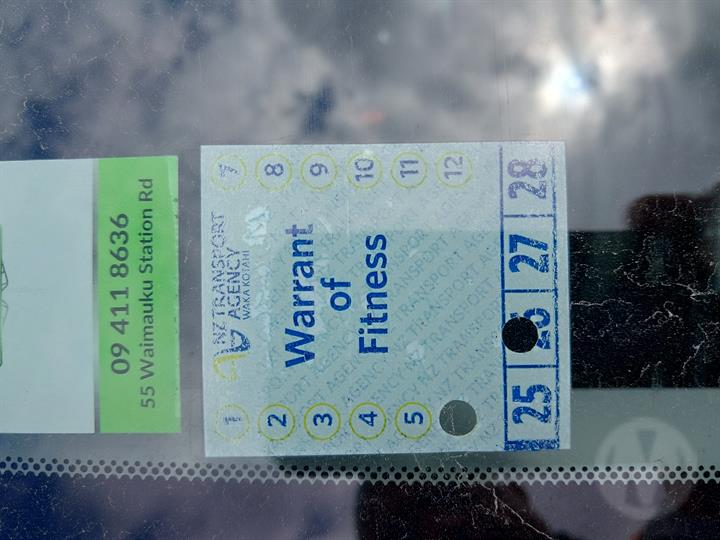 09 411 8636
55 Waimauku Station Rd
NZ TRANSPORT
AGENCY
WAKA KOTAHI
Warrant
of
Fitness
1
2
3
4
5
7
8
9
10
11
12
25
27
28